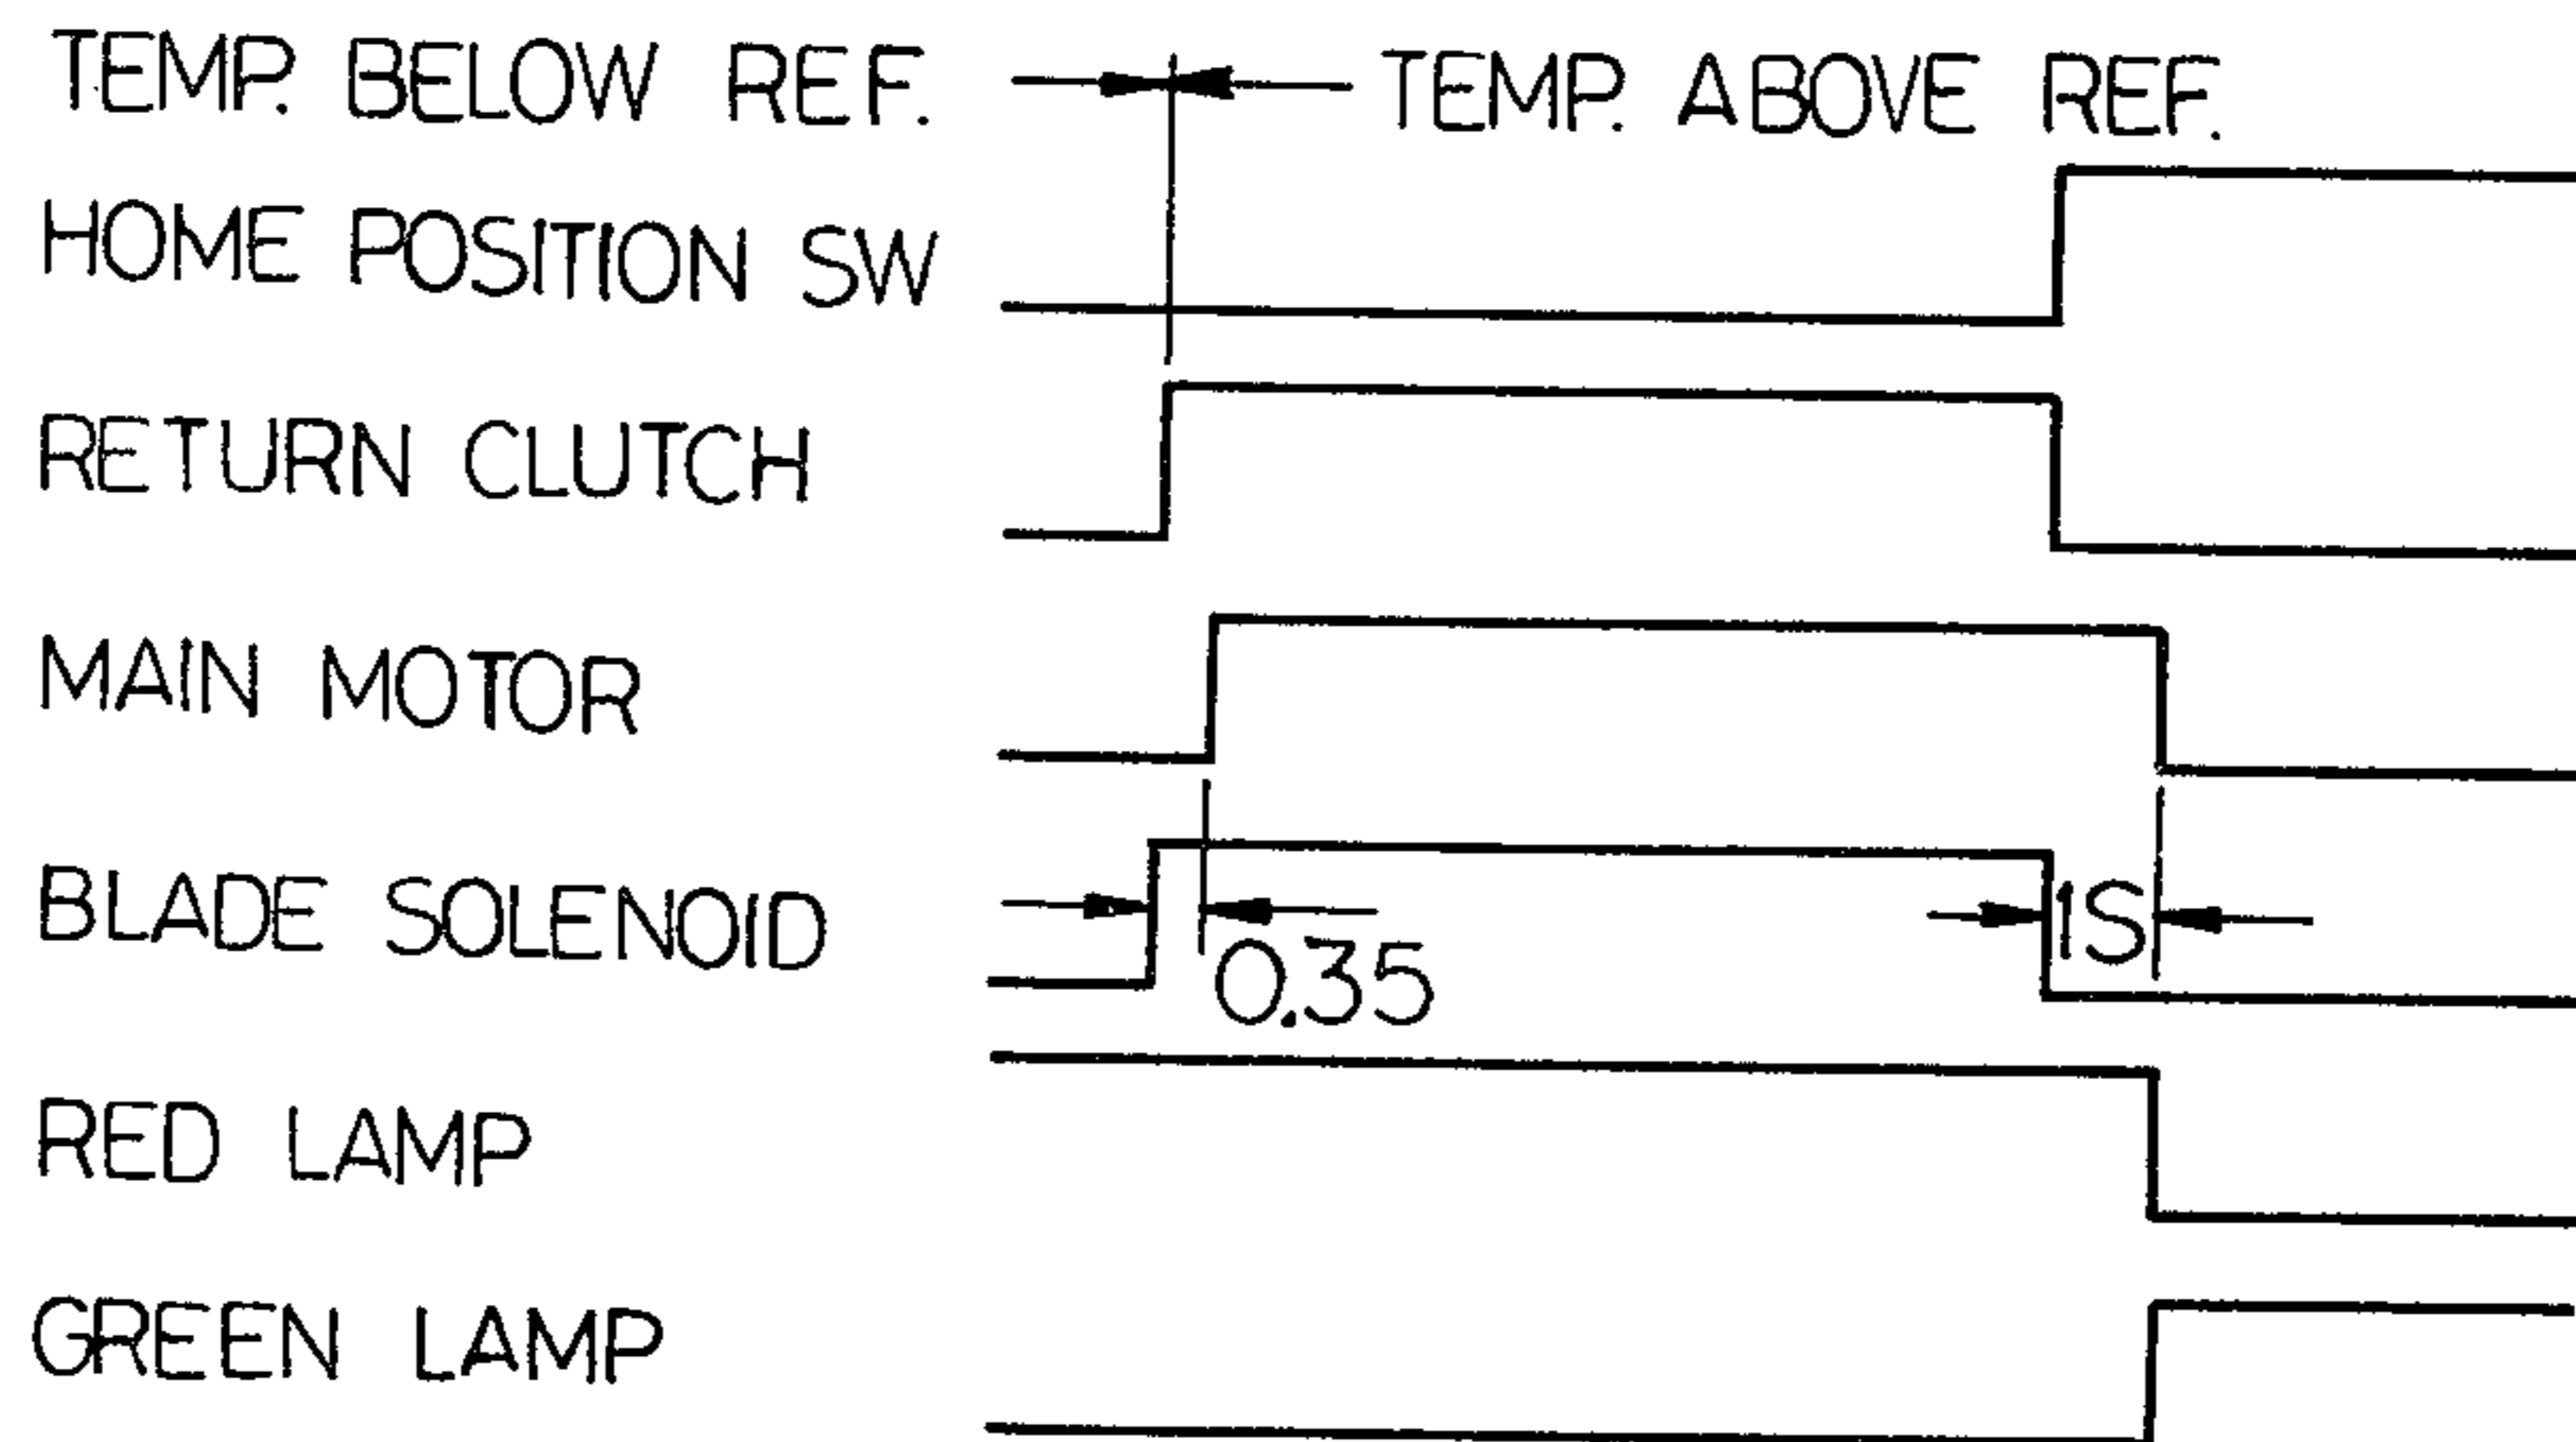 TEMP. BELOW REF. TEMP. ABOVE REF.
HOME POSITION SW
RETURN CLUTCH
MAIN MOTOR
BLADE SOLENOID
1S
0.35
RED LAMP
GREEN LAMP